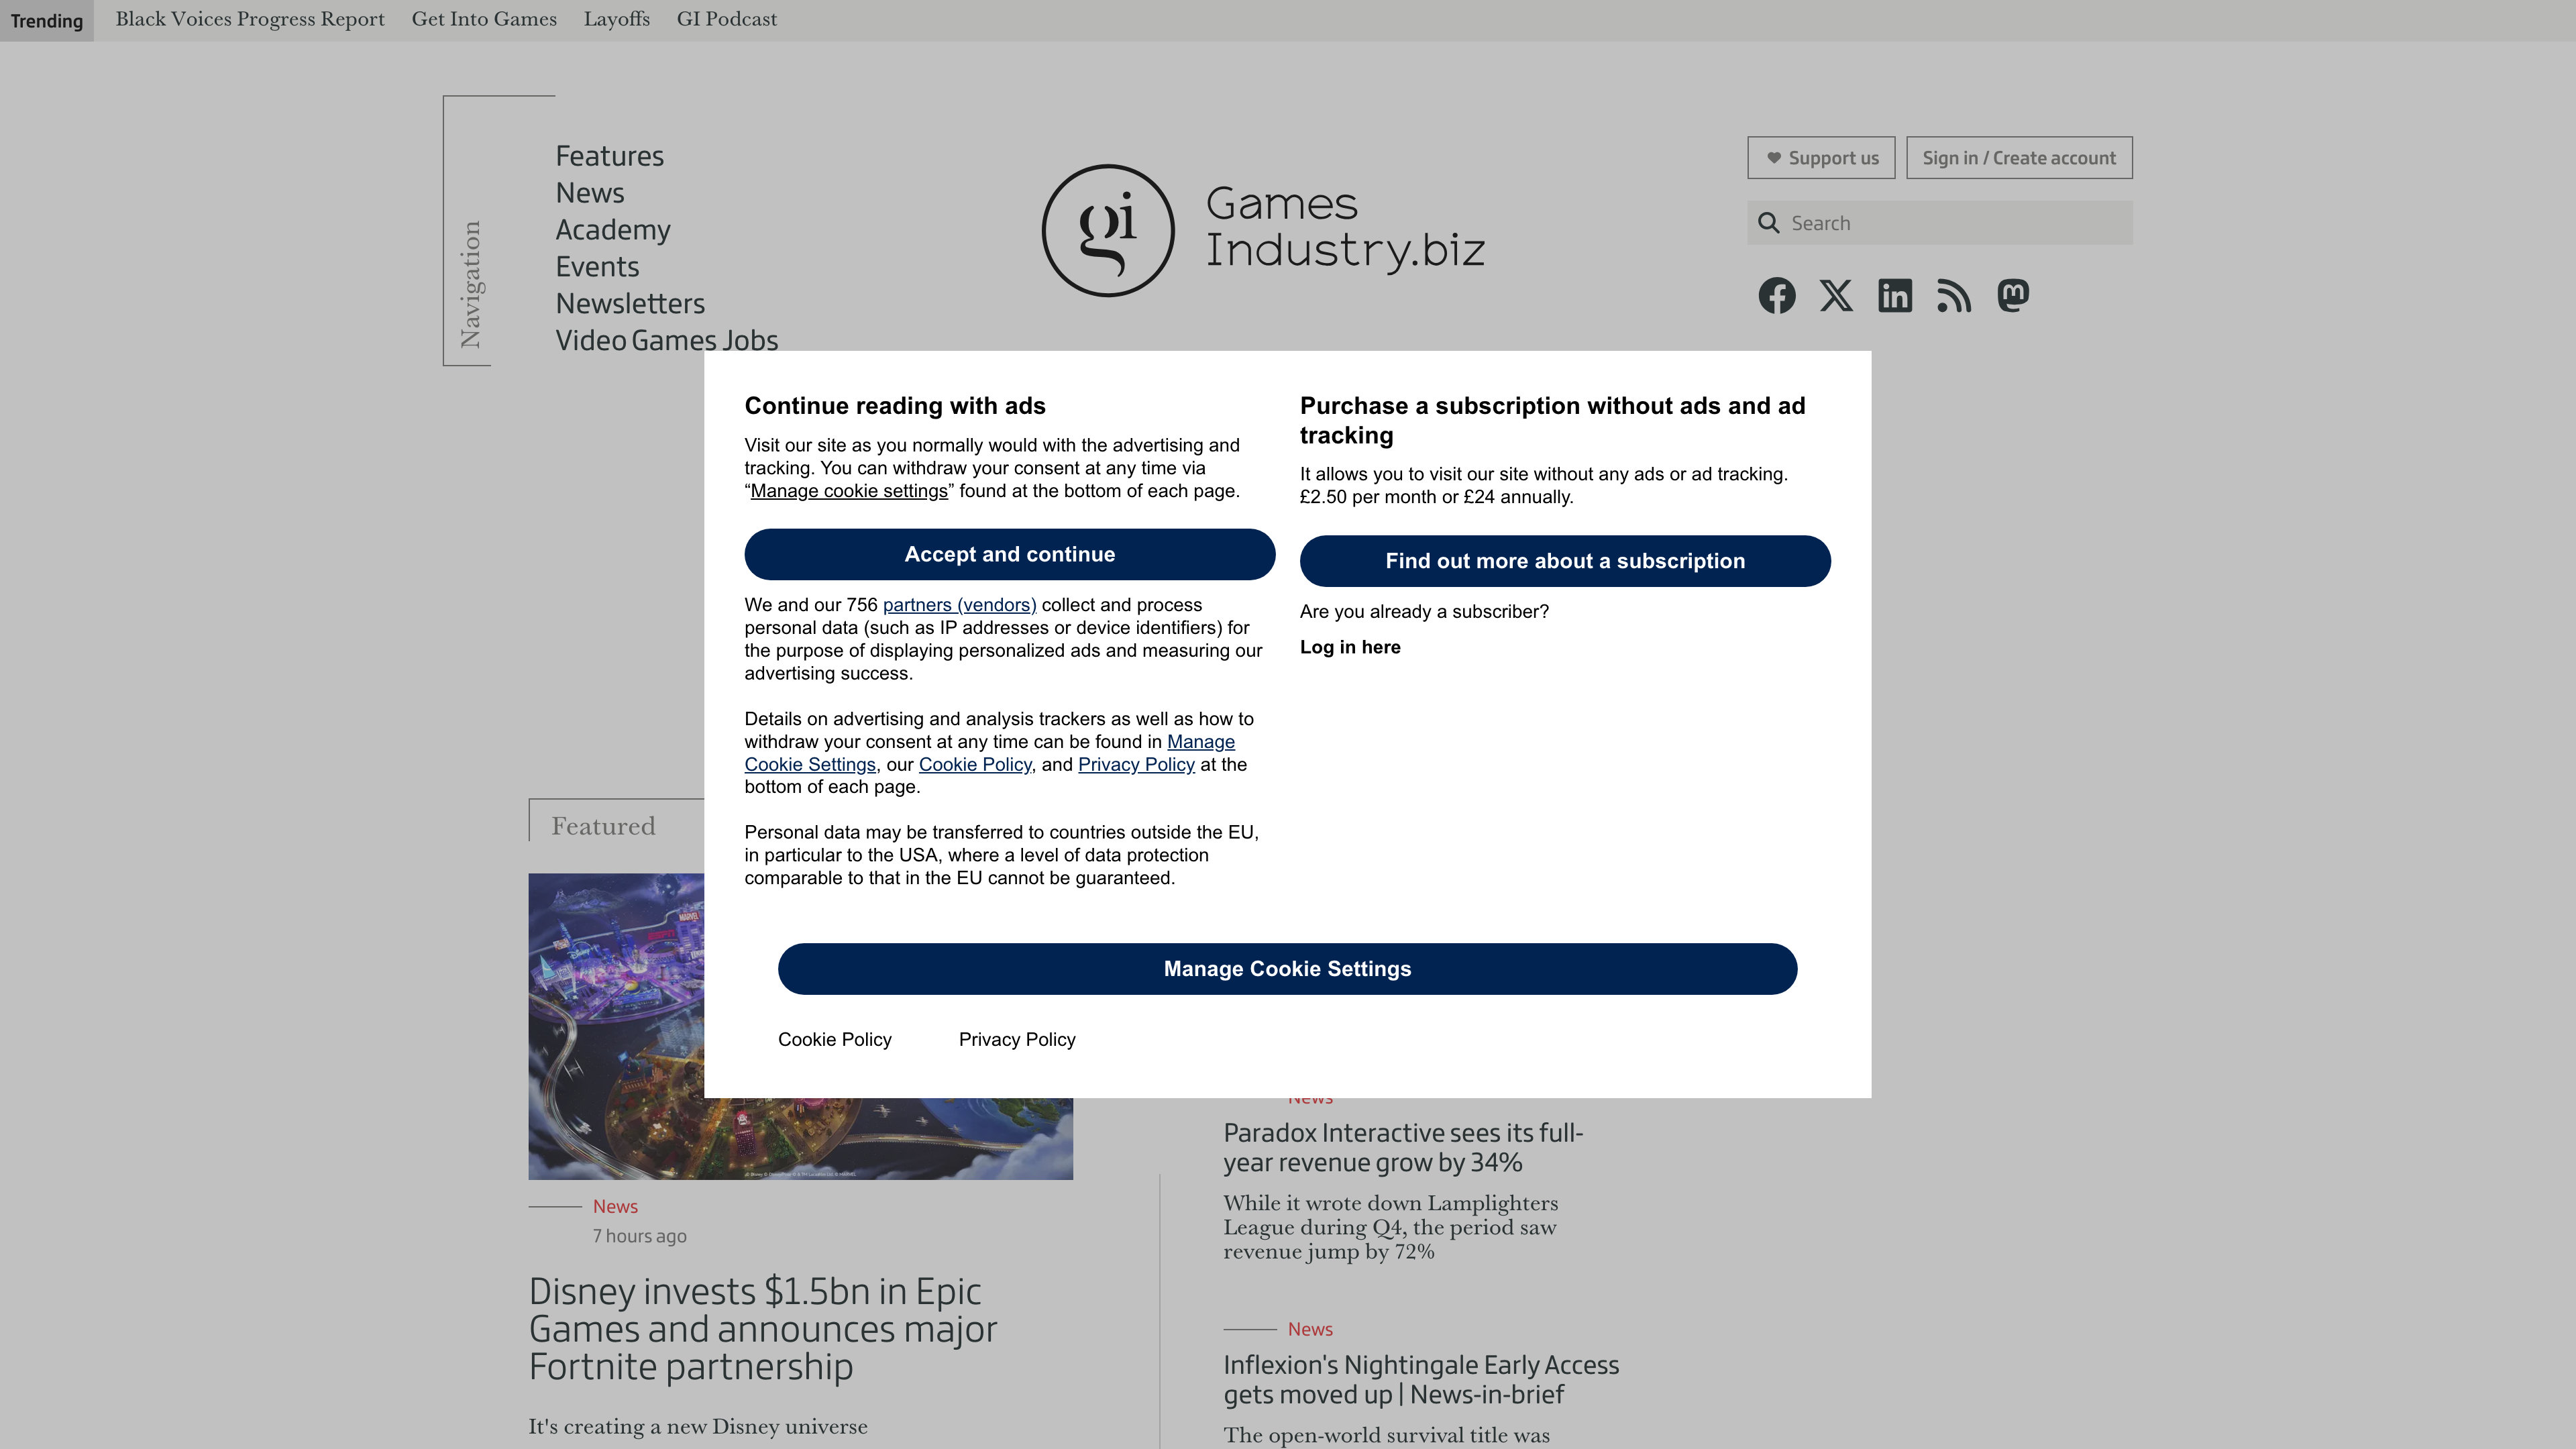 Trending
Black Voices Progress Report
Get Into Games
Layoffs
GI Podcast
Navigation
Features
News
Academy
Events
Newsletters
Video Games Jobs
gi
Games
Industry.biz
Support us
Sign in / Create account
Search
Continue reading with ads
Visit our site as you normally would with the advertising and
tracking. You can withdraw your consent at any time via
“Manage cookie settings” found at the bottom of each page.
Accept and continue
We and our 756 partners (vendors) collect and process
personal data (such as IP addresses or device identifiers) for
the purpose of displaying personalized ads and measuring our
advertising success.
Details on advertising and analysis trackers as well as how to
withdraw your consent at any time can be found in Manage
Cookie Settings, our Cookie Policy, and Privacy Policy at the
bottom of each page.
Personal data may be transferred to countries outside the EU,
in particular to the USA, where a level of data protection
comparable to that in the EU cannot be guaranteed.
Purchase a subscription without ads and ad
tracking
It allows you to visit our site without any ads or ad tracking.
£2.50 per month or £24 annually.
Find out more about a subscription
Are you already a subscriber?
Log in here
Manage Cookie Settings
Cookie Policy
Privacy Policy
Featured
MARVEL
News
7 hours ago
Disney invests $1.5bn in Epic
Games and announces major
Fortnite partnership
It's creating a new Disney universe
News
Paradox Interactive sees its full-
year revenue grow by 34%
While it wrote down Lamplighters
League during Q4, the period saw
revenue jump by 72%
News
Inflexion's Nightingale Early Access
gets moved up | News-in-brief
The open-world survival title was